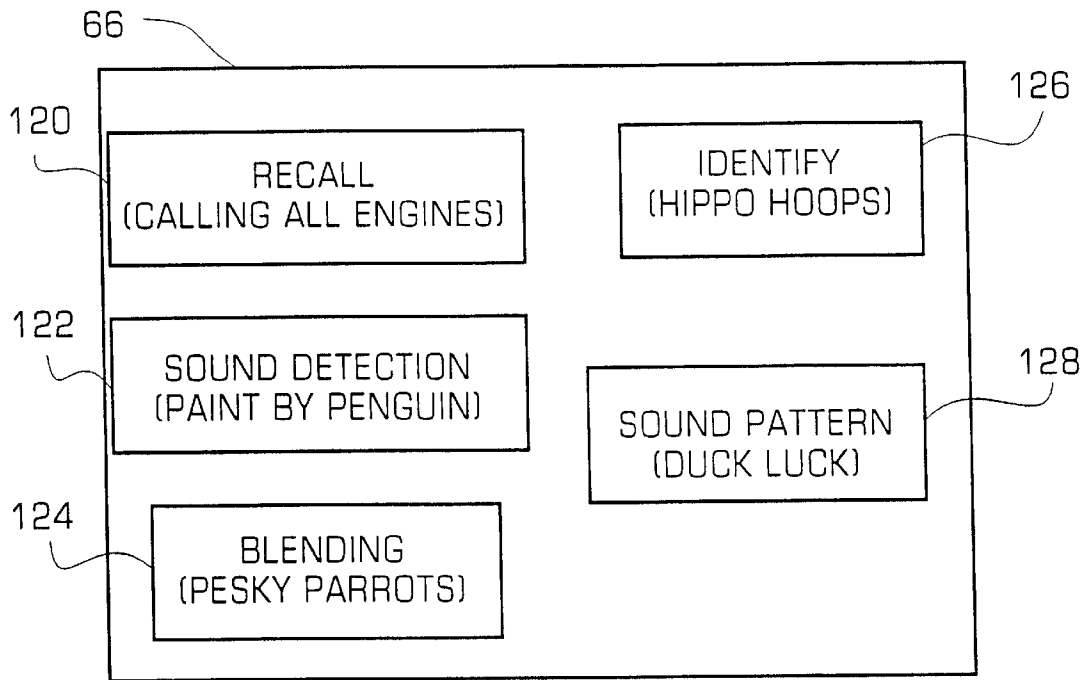 66
120
RECALL
(CALLING ALL ENGINES)
126
IDENTIFY
(HIPPO HOOPS)
122
SOUND DETECTION
(PAINT BY PENGUIN)
128
SOUND PATTERN
(DUCK LUCK)
124
BLENDING
(PESKY PARROTS)